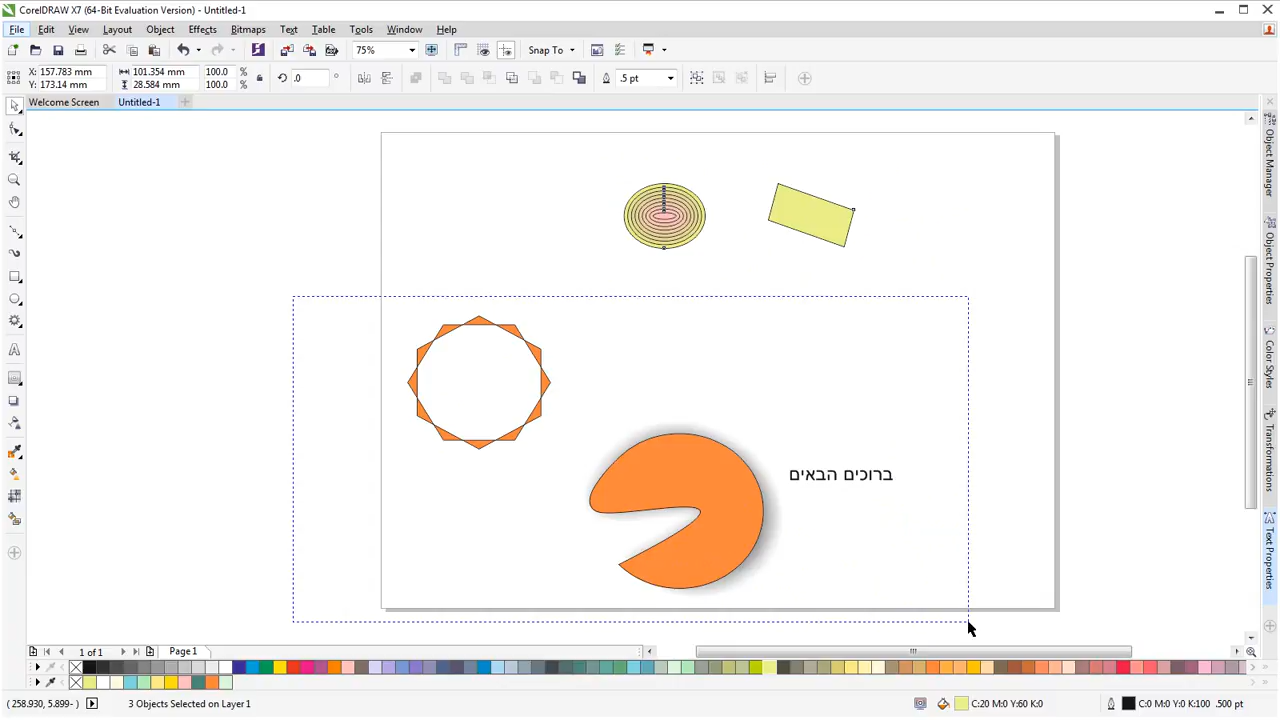 CorelDRAW X7 (64-Bit Evaluation Version) - Untitled-1
File Edit View Layout Object Effects Bitmaps Text Table Tools Window Help
75% Snap To
X: 157.783 mm 101.354 mm 100.0 % .0 ° .5 pt
Y: 173.14 mm 28.584 mm 100.0 %
Welcome Screen Untitled-1
ברוכים הבאים
Object Manager
Object Properties
Color Styles
Transformations
Text Properties
1 of 1 Page 1
(258.930, 5.899- ) 3 Objects Selected on Layer 1 C:20 M:0 Y:60 K:0 C:0 M:0 Y:0 K:100 .500 pt